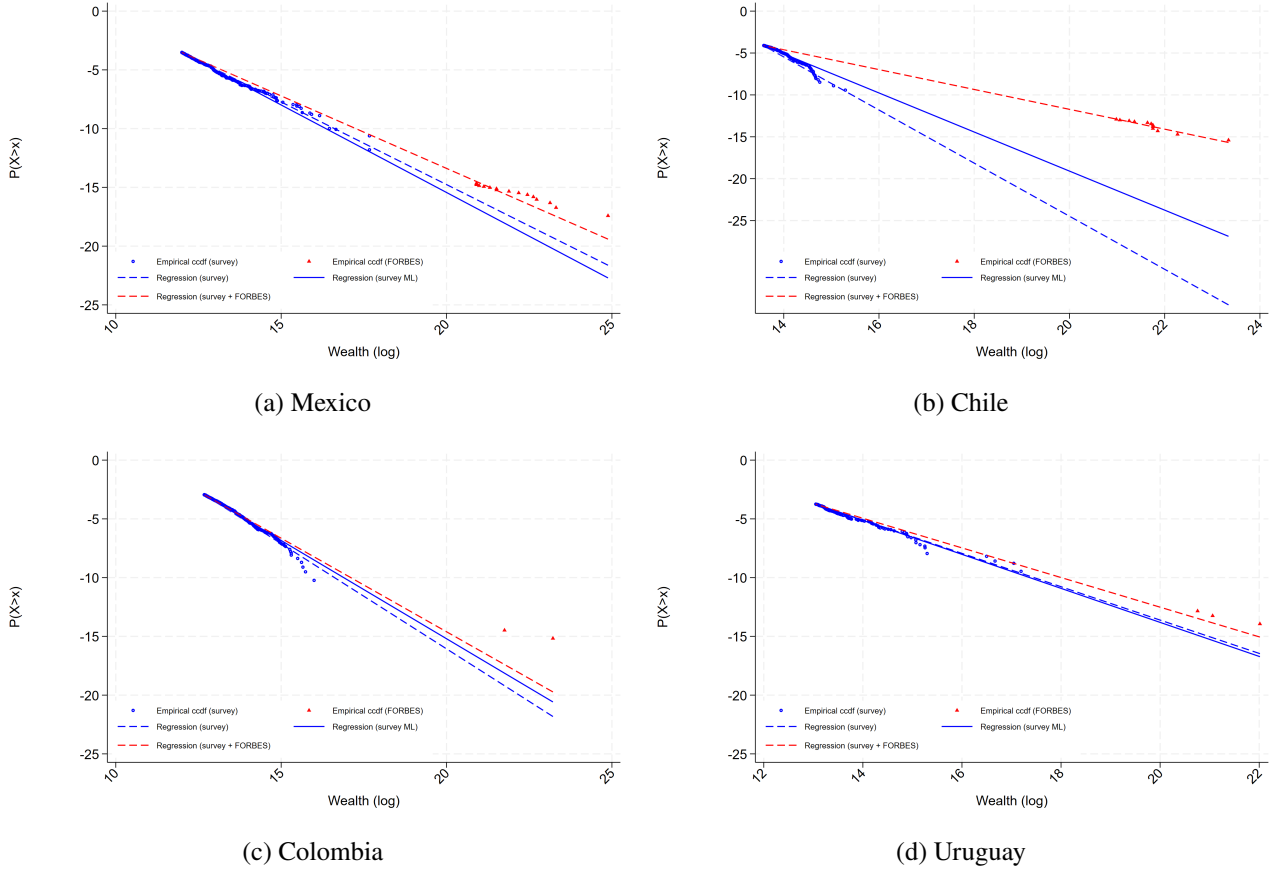 0
-5
-10
-15
-20
-25
P(X>x)
10
15
20
25
Wealth (log)
Empirical ccdf (survey)
Empirical ccdf (FORBES)
Regression (survey)
Regression (survey ML)
Regression (survey + FORBES)
(a) Mexico
0
-5
-10
-15
-20
-25
P(X>x)
14
16
18
20
22
24
Wealth (log)
Empirical ccdf (survey)
Empirical ccdf (FORBES)
Regression (survey)
Regression (survey ML)
Regression (survey + FORBES)
(b) Chile
0
-5
-10
-15
-20
-25
P(X>x)
10
15
20
25
Wealth (log)
Empirical ccdf (survey)
Empirical ccdf (FORBES)
Regression (survey)
Regression (survey ML)
Regression (survey + FORBES)
(c) Colombia
0
-5
-10
-15
-20
-25
P(X>x)
12
14
16
18
20
22
Wealth (log)
Empirical ccdf (survey)
Empirical ccdf (FORBES)
Regression (survey)
Regression (survey ML)
Regression (survey + FORBES)
(d) Uruguay